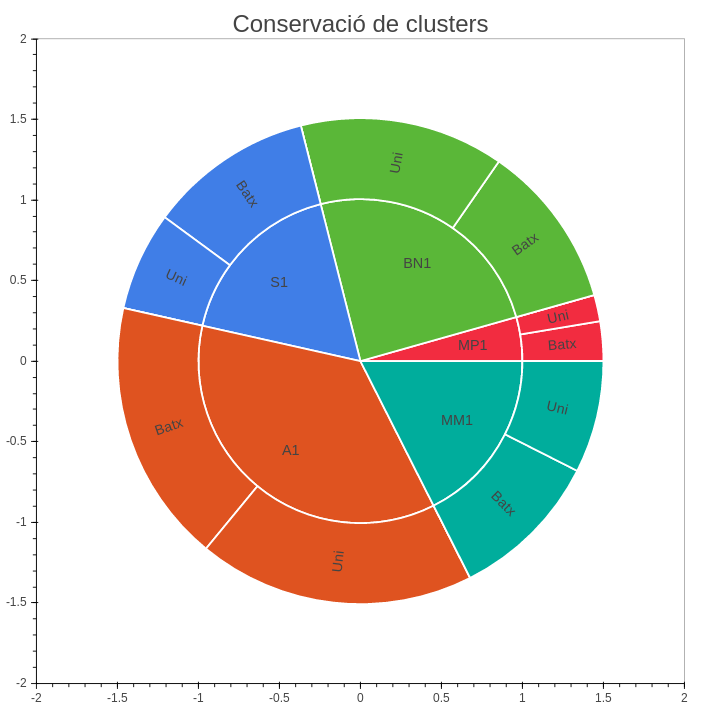 Conservació de clusters
2
1.5
1
0.5
0
-0.5
-1
-1.5
-2
Uni
Batx
Batx
BN1
Uni
S1
Uni
MP1
Batx
Batx
A1
MM1
Uni
Batx
Uni
-2
-1.5
-1
-0.5
0
0.5
1
1.5
2